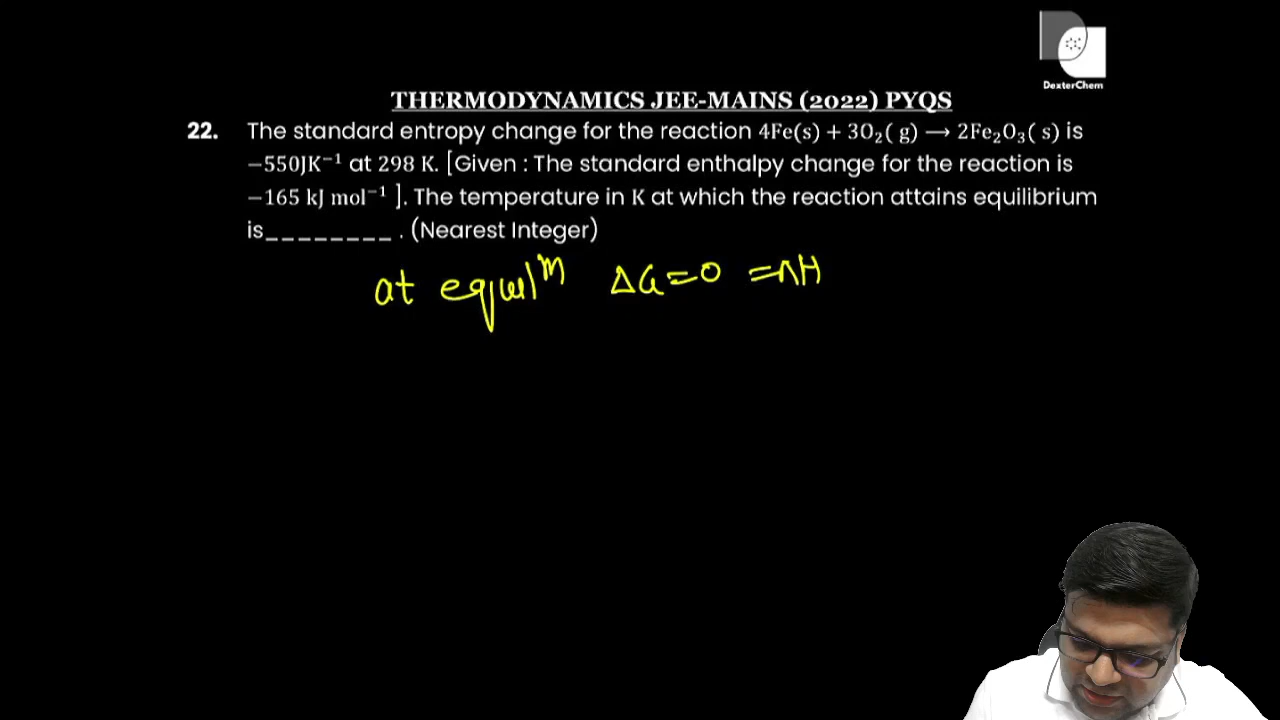 DexterChem
THERMODYNAMICS JEE-MAINS (2022) PYQS
22. The standard entropy change for the reaction 4Fe(s) + 3O₂( g) → 2Fe₂O₃( s) is
−550JK⁻¹ at 298 K. [Given : The standard enthalpy change for the reaction is
−165 kJ mol⁻¹ ]. The temperature in K at which the reaction attains equilibrium
is________ . (Nearest Integer)
at equilᵐ ΔG=0 =ΔH